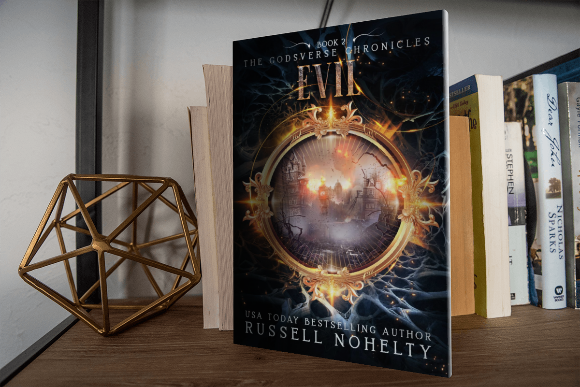 BOOK 2
THE GODSVERSE CHRONICLES
EVIL
USA TODAY BESTSELLING AUTHOR
RUSSELL NOHELTY
STEPHEN
Dear John
NICHOLAS
SPARKS